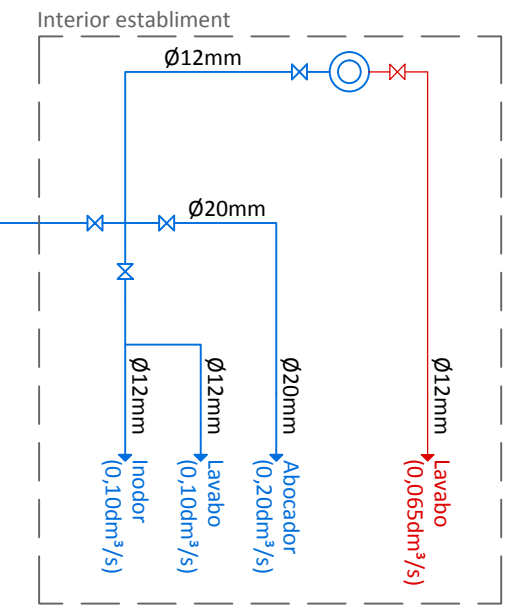 Interior establiment
Ø12mm
Ø20mm
Ø12mm
Ø12mm
Ø20mm
Ø12mm
Inodor
(0,10dm³/s)
Lavabo
(0,10dm³/s)
Abocador
(0,20dm³/s)
Lavabo
(0,065dm³/s)